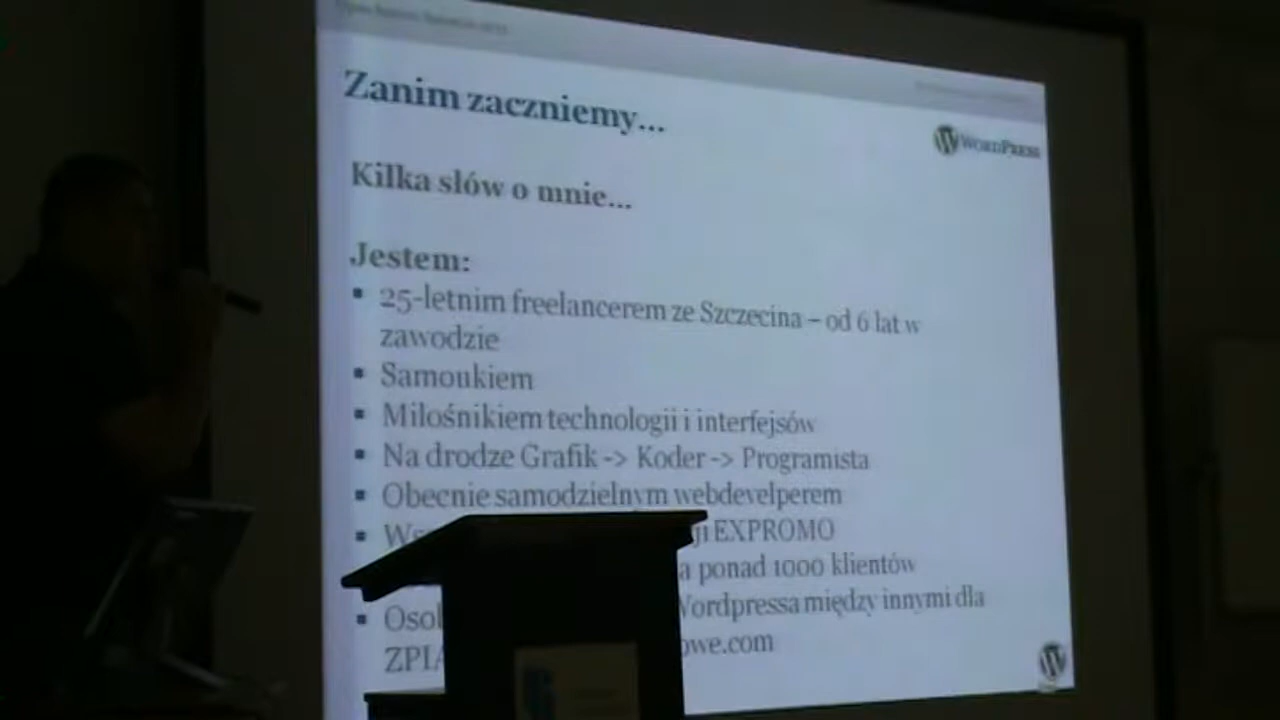 Zanim zaczniemy...
WORDPRESS
Kilka słów o mnie...
Jestem:
25-letnim freelancerem ze Szczecina – od 6 lat w
zawodzie
Samoukiem
Miłośnikiem technologii i interfejsów
Na drodze Grafik -> Koder -> Programista
Obecnie samodzielnym webdevelperem
EXPROMO
ponad 1000 klientów
Wordpressa między innymi dla
owe.com